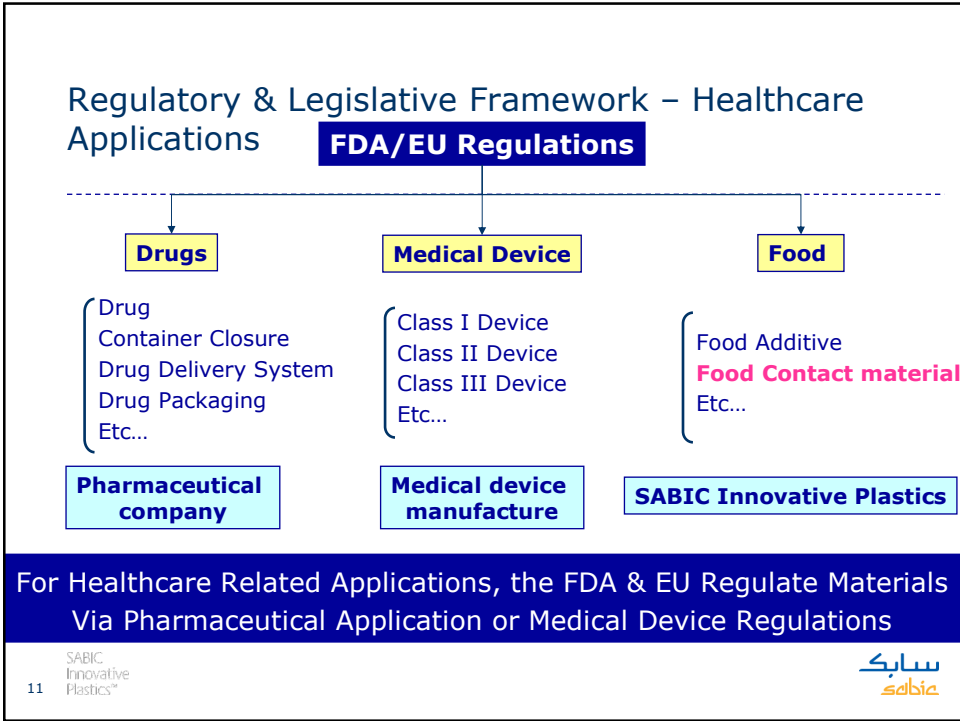 Regulatory & Legislative Framework – Healthcare
Applications
FDA/EU Regulations
Drugs
Medical Device
Food
Drug
Container Closure
Drug Delivery System
Drug Packaging
Etc…
Class I Device
Class II Device
Class III Device
Etc…
Food Additive
Food Contact material
Etc…
Pharmaceutical
company
Medical device
manufacture
SABIC Innovative Plastics
For Healthcare Related Applications, the FDA & EU Regulate Materials
Via Pharmaceutical Application or Medical Device Regulations
11
SABIC
Innovative
Plastics™
سابك
sabic